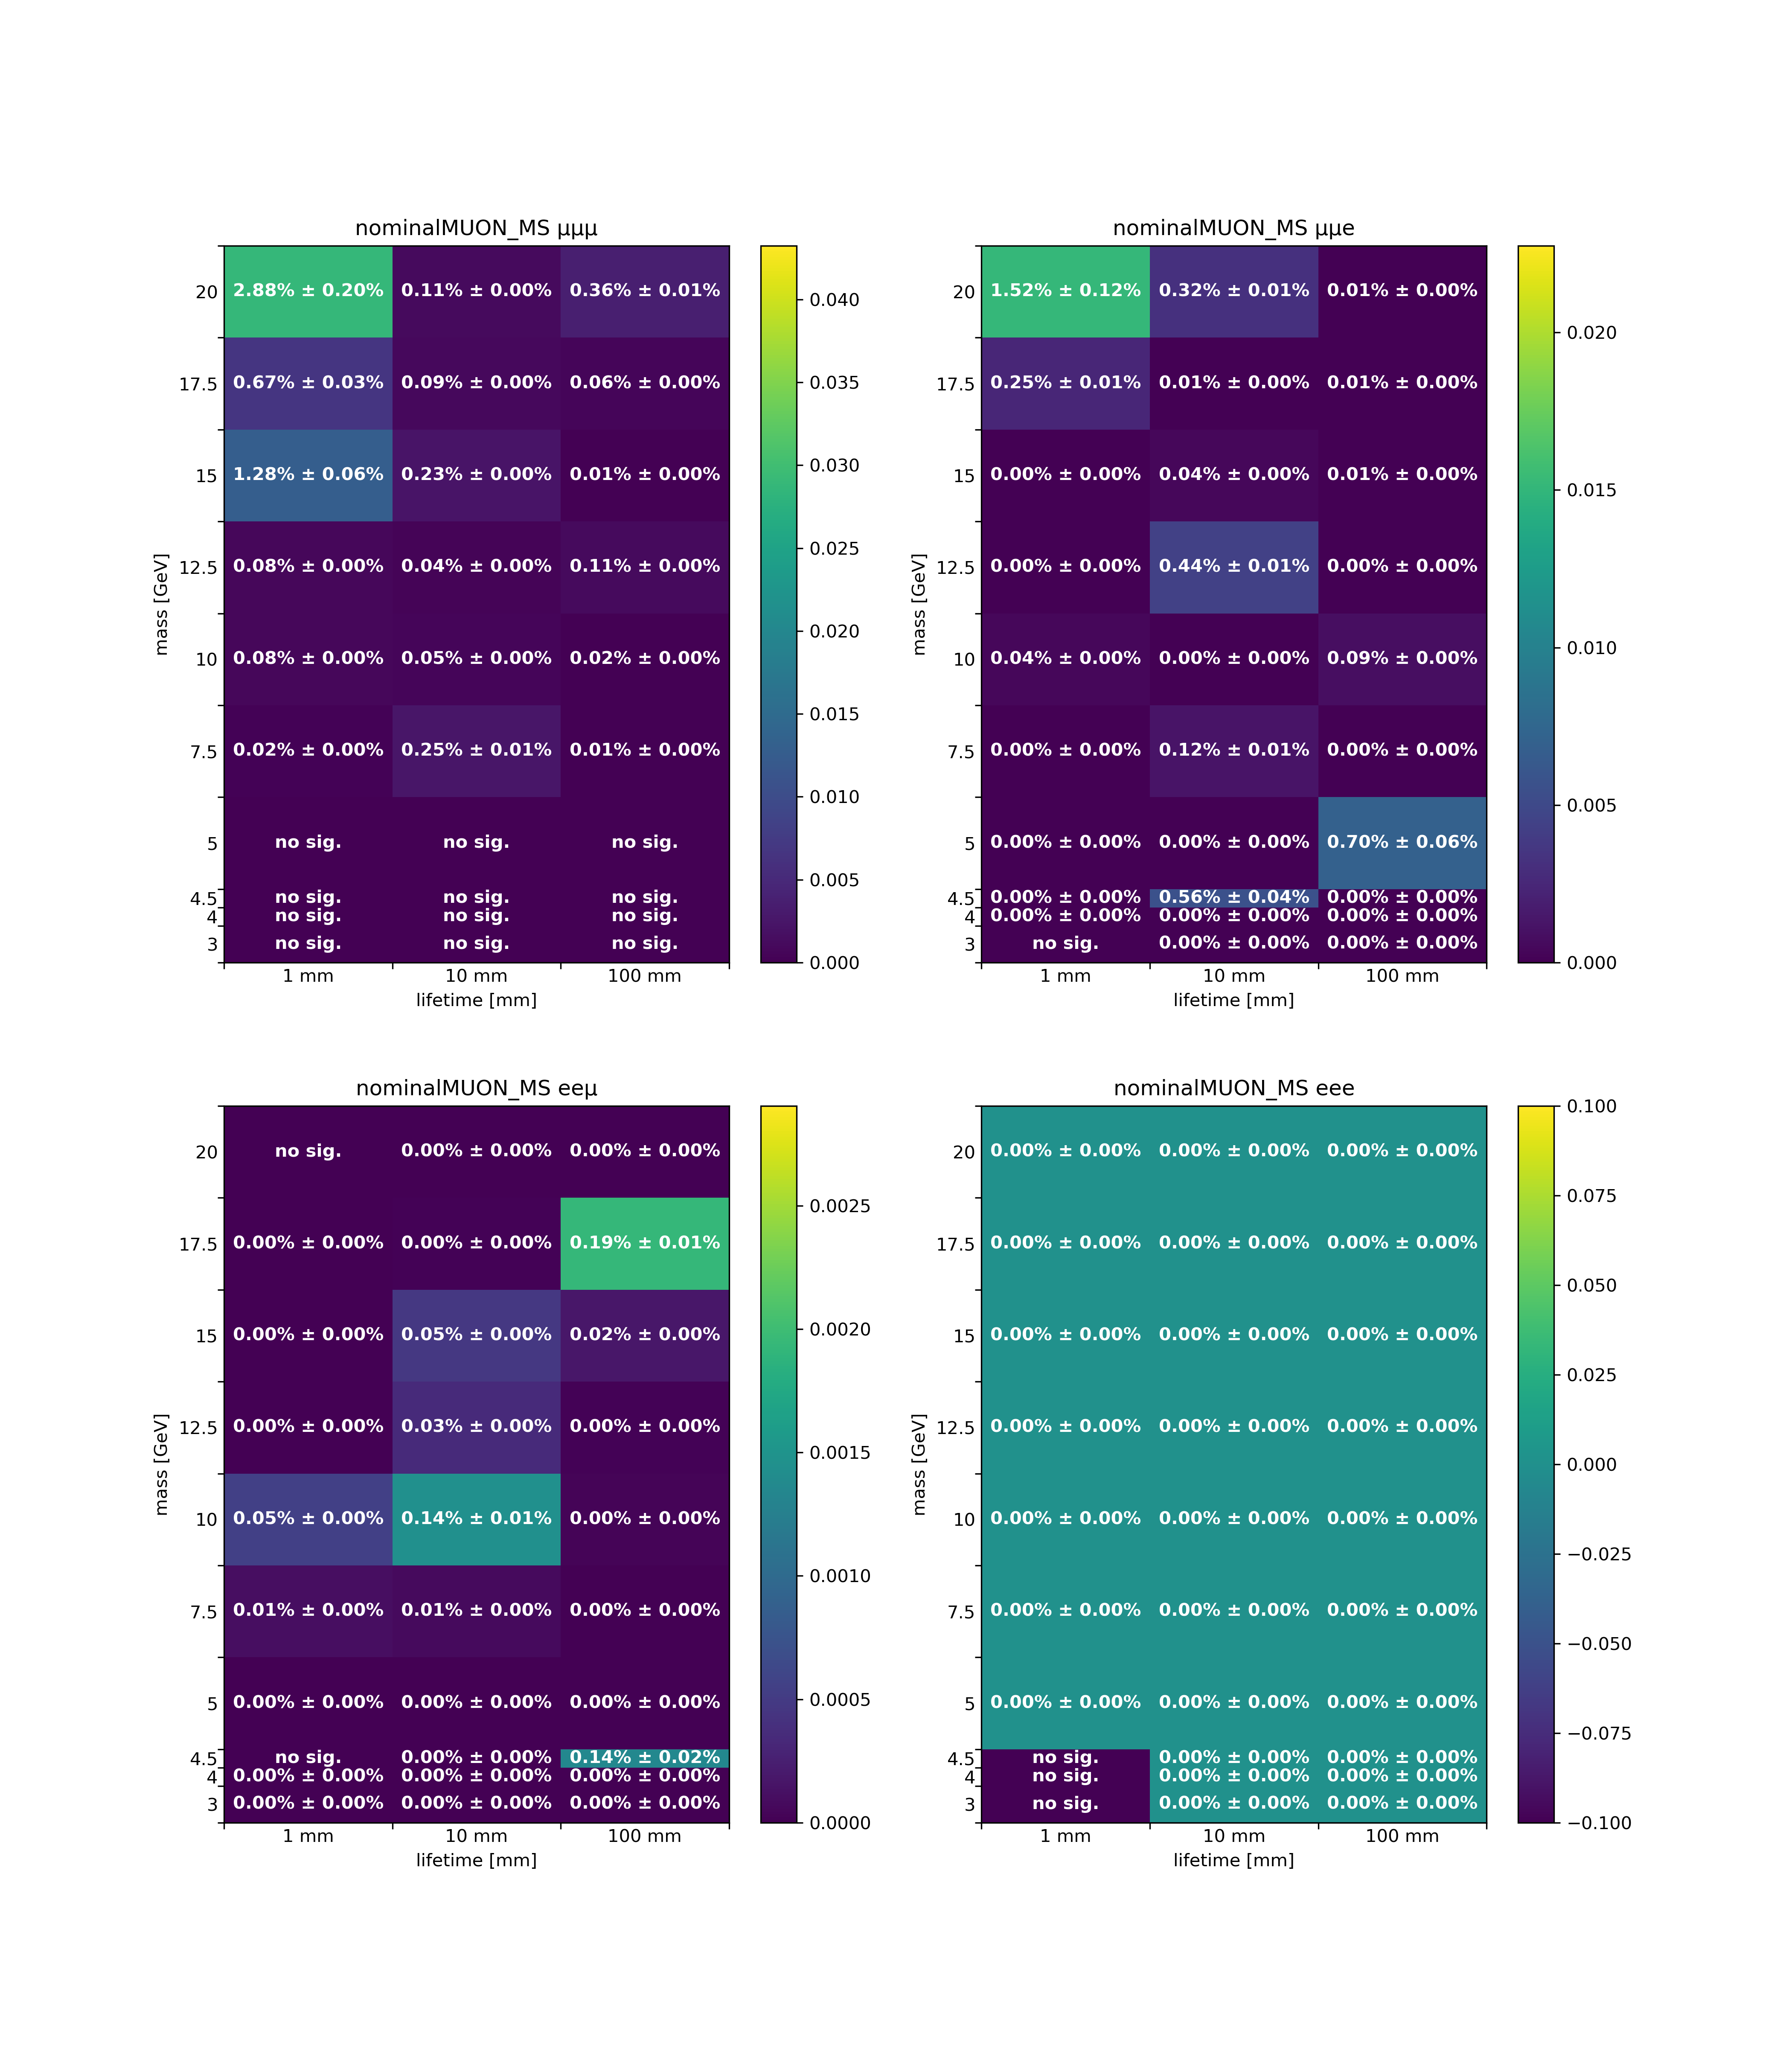 nominalMUON_MS μμμ
20 2.88% ± 0.20% 0.11% ± 0.00% 0.36% ± 0.01%
17.5 0.67% ± 0.03% 0.09% ± 0.00% 0.06% ± 0.00%
15 1.28% ± 0.06% 0.23% ± 0.00% 0.01% ± 0.00%
12.5 0.08% ± 0.00% 0.04% ± 0.00% 0.11% ± 0.00%
10 0.08% ± 0.00% 0.05% ± 0.00% 0.02% ± 0.00%
7.5 0.02% ± 0.00% 0.25% ± 0.01% 0.01% ± 0.00%
5 no sig. no sig. no sig.
4.5 no sig. no sig. no sig.
4 no sig. no sig. no sig.
3 no sig. no sig. no sig.
1 mm 10 mm 100 mm
lifetime [mm]
mass [GeV]
0.040
0.035
0.030
0.025
0.020
0.015
0.010
0.005
0.000
nominalMUON_MS μμe
20 1.52% ± 0.12% 0.32% ± 0.01% 0.01% ± 0.00%
17.5 0.25% ± 0.01% 0.01% ± 0.00% 0.01% ± 0.00%
15 0.00% ± 0.00% 0.04% ± 0.00% 0.01% ± 0.00%
12.5 0.00% ± 0.00% 0.44% ± 0.01% 0.00% ± 0.00%
10 0.04% ± 0.00% 0.00% ± 0.00% 0.09% ± 0.00%
7.5 0.00% ± 0.00% 0.12% ± 0.01% 0.00% ± 0.00%
5 0.00% ± 0.00% 0.00% ± 0.00% 0.70% ± 0.06%
4.5 0.00% ± 0.00% 0.56% ± 0.04% 0.00% ± 0.00%
4 0.00% ± 0.00% 0.00% ± 0.00% 0.00% ± 0.00%
3 no sig. 0.00% ± 0.00% 0.00% ± 0.00%
1 mm 10 mm 100 mm
lifetime [mm]
mass [GeV]
0.020
0.015
0.010
0.005
0.000
nominalMUON_MS eeμ
20 no sig. 0.00% ± 0.00% 0.00% ± 0.00%
17.5 0.00% ± 0.00% 0.00% ± 0.00% 0.19% ± 0.01%
15 0.00% ± 0.00% 0.05% ± 0.00% 0.02% ± 0.00%
12.5 0.00% ± 0.00% 0.03% ± 0.00% 0.00% ± 0.00%
10 0.05% ± 0.00% 0.14% ± 0.01% 0.00% ± 0.00%
7.5 0.01% ± 0.00% 0.01% ± 0.00% 0.00% ± 0.00%
5 0.00% ± 0.00% 0.00% ± 0.00% 0.00% ± 0.00%
4.5 no sig. 0.00% ± 0.00% 0.14% ± 0.02%
4 0.00% ± 0.00% 0.00% ± 0.00% 0.00% ± 0.00%
3 0.00% ± 0.00% 0.00% ± 0.00% 0.00% ± 0.00%
1 mm 10 mm 100 mm
lifetime [mm]
mass [GeV]
0.0025
0.0020
0.0015
0.0010
0.0005
0.0000
nominalMUON_MS eee
20 0.00% ± 0.00% 0.00% ± 0.00% 0.00% ± 0.00%
17.5 0.00% ± 0.00% 0.00% ± 0.00% 0.00% ± 0.00%
15 0.00% ± 0.00% 0.00% ± 0.00% 0.00% ± 0.00%
12.5 0.00% ± 0.00% 0.00% ± 0.00% 0.00% ± 0.00%
10 0.00% ± 0.00% 0.00% ± 0.00% 0.00% ± 0.00%
7.5 0.00% ± 0.00% 0.00% ± 0.00% 0.00% ± 0.00%
5 0.00% ± 0.00% 0.00% ± 0.00% 0.00% ± 0.00%
4.5 no sig. 0.00% ± 0.00% 0.00% ± 0.00%
4 no sig. 0.00% ± 0.00% 0.00% ± 0.00%
3 no sig. 0.00% ± 0.00% 0.00% ± 0.00%
1 mm 10 mm 100 mm
lifetime [mm]
mass [GeV]
0.100
0.075
0.050
0.025
0.000
−0.025
−0.050
−0.075
−0.100